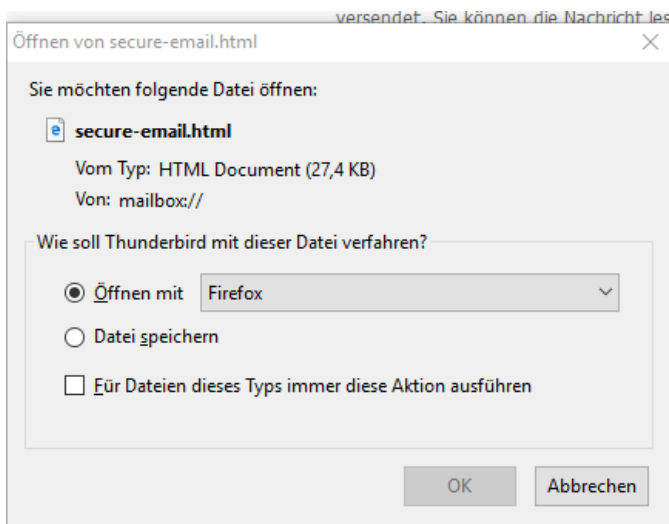 versendet. Sie können die Nachricht les
Öffnen von secure-email.html
Sie möchten folgende Datei öffnen:
secure-email.html
Vom Typ: HTML Document (27,4 KB)
Von: mailbox://
Wie soll Thunderbird mit dieser Datei verfahren?
Öffnen mit Firefox
Datei speichern
Für Dateien dieses Typs immer diese Aktion ausführen
OK Abbrechen